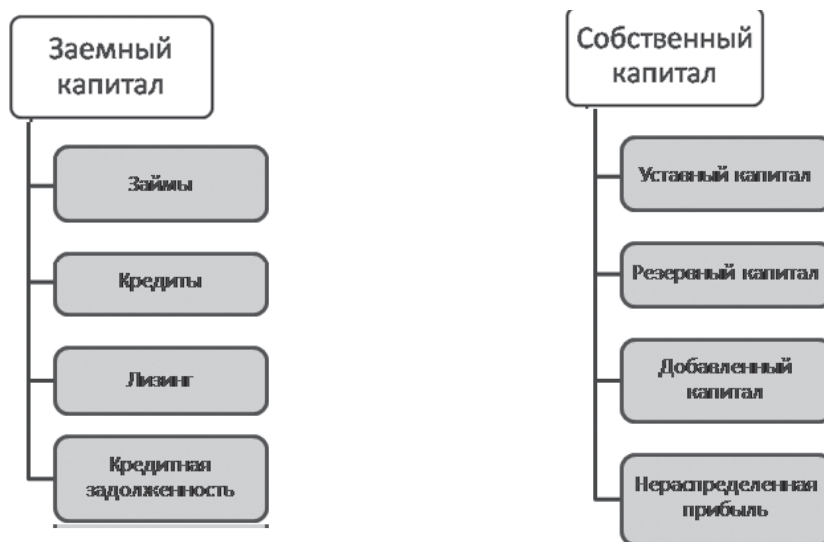 Заемный
капитал
Займы
Кредиты
Лизинг
Кредитная
задолженность
Собственный
капитал
Уставный капитал
Резервный капитал
Добавленный
капитал
Нераспределенная
прибыль